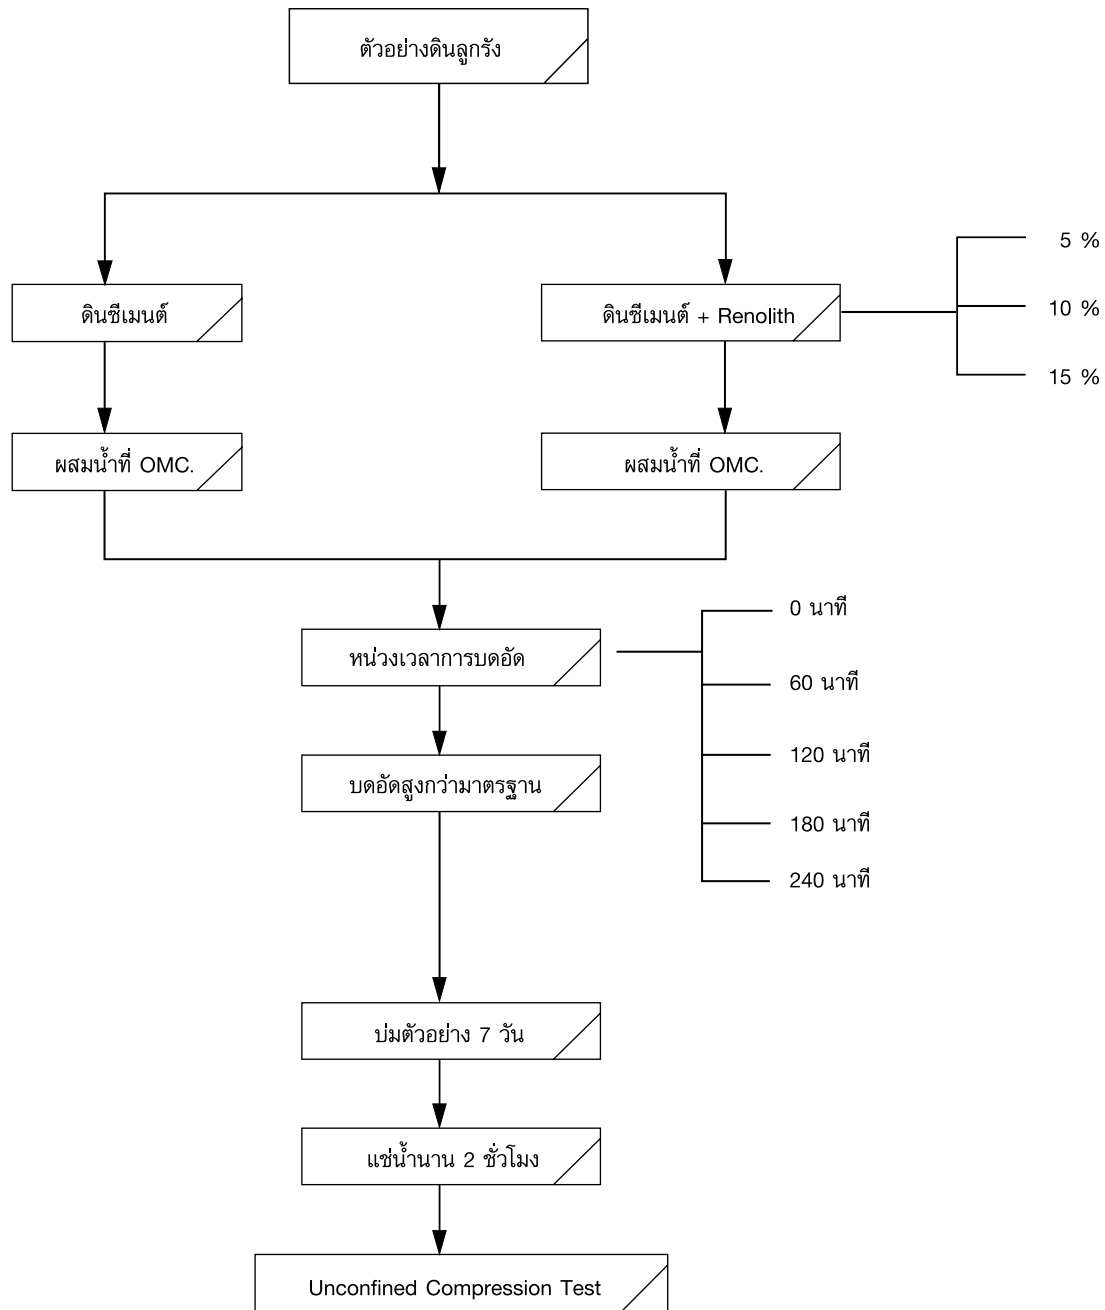 ตัวอย่างดินลูกรัง
5 %
ดินซีเมนต์
ดินซีเมนต์ + Renolith
10 %
15 %
ผสมน้ำที่ OMC.
ผสมน้ำที่ OMC.
0 นาที
หน่วงเวลาการบดอัด
60 นาที
120 นาที
บดอัดสูงกว่ามาตรฐาน
180 นาที
240 นาที
บ่มตัวอย่าง 7 วัน
แช่น้ำนาน 2 ชั่วโมง
Unconfined Compression Test